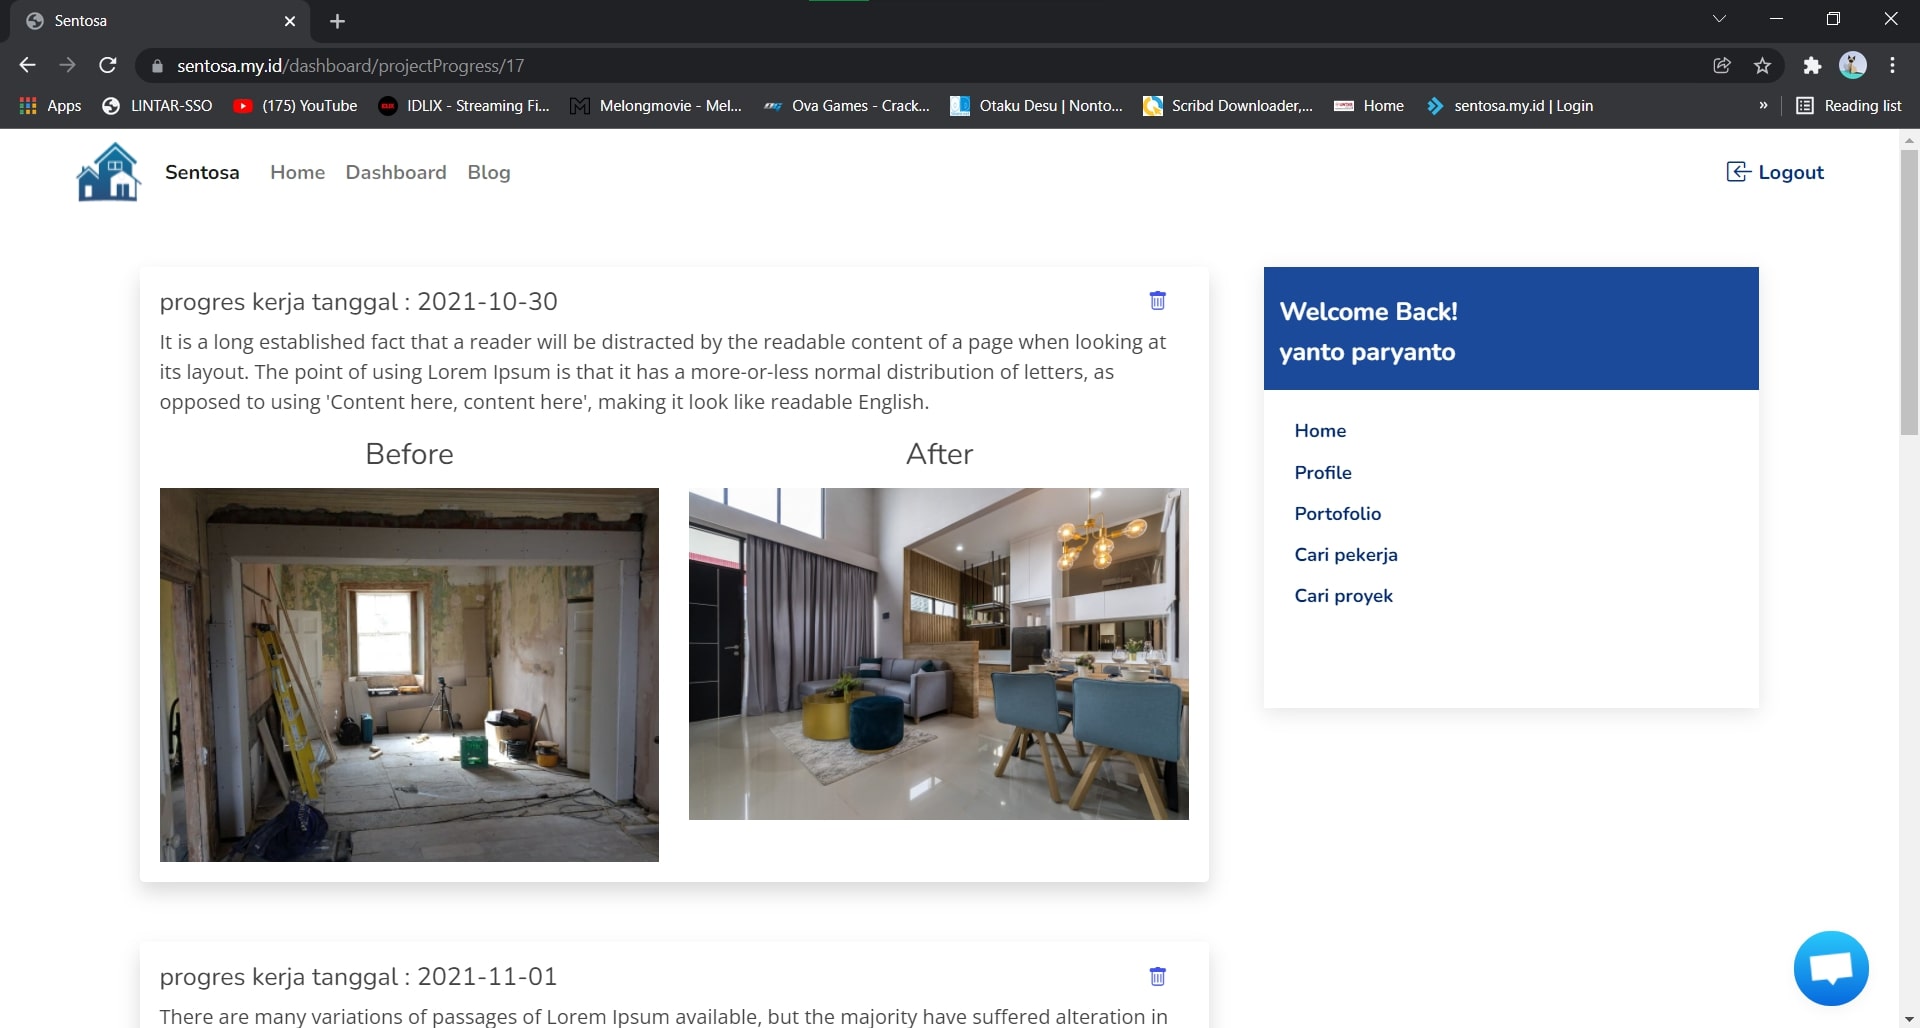 Sentosa
sentosa.my.id/dashboard/projectProgress/17
Apps
LINTAR-SSO
(175) YouTube
IDLIX - Streaming Fi...
Melongmovie - Mel...
Ova Games - Crack...
Otaku Desu | Nonto...
Scribd Downloader,...
Home
sentosa.my.id | Login
»
Reading list
Sentosa
Home
Dashboard
Blog
Logout
progres kerja tanggal : 2021-10-30
It is a long established fact that a reader will be distracted by the readable content of a page when looking at
its layout. The point of using Lorem Ipsum is that it has a more-or-less normal distribution of letters, as
opposed to using 'Content here, content here', making it look like readable English.
Before
After
Welcome Back!
yanto paryanto
Home
Profile
Portofolio
Cari pekerja
Cari proyek
progres kerja tanggal : 2021-11-01
There are many variations of passages of Lorem Ipsum available, but the majority have suffered alteration in